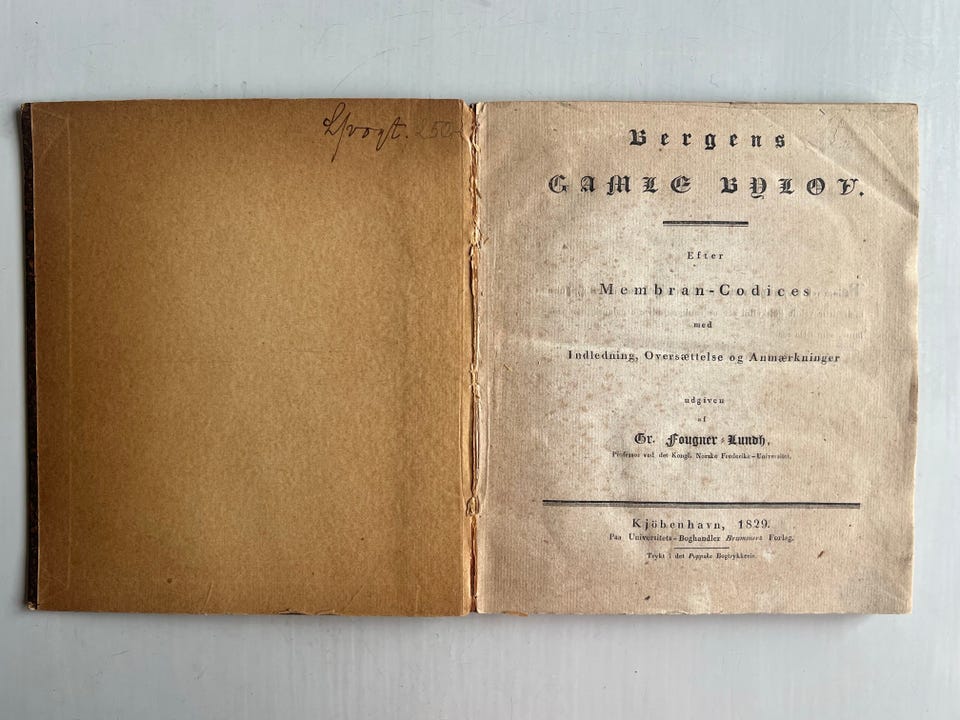 250
Bergens
GAMLE BYLOV.
Efter
Membran-Codices
med
Indledning, Oversættelse og Anmærkninger
udgiven
af
Gr. Fougner-Lundh,
Professor ved det Kongl. Norske Frederiks-Universitet.
Kjöbenhavn, 1829.
Paa Universitets-Boghandler Brummers Forlag.
Trykt i det Poppske Bogtrykkerie.